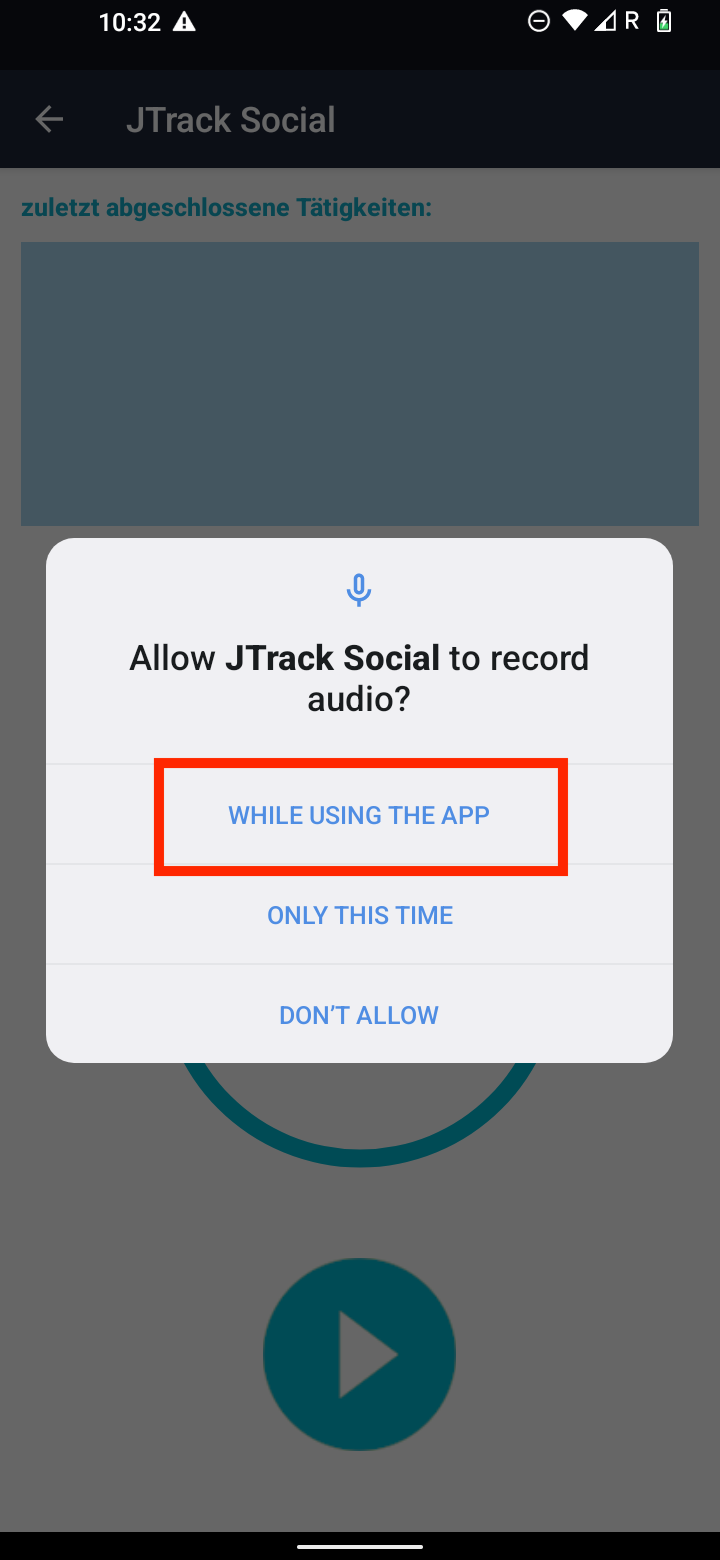 10:32 R
JTrack Social
zuletzt abgeschlossene Tätigkeiten:
Allow JTrack Social to record
audio?
WHILE USING THE APP
ONLY THIS TIME
DON’T ALLOW